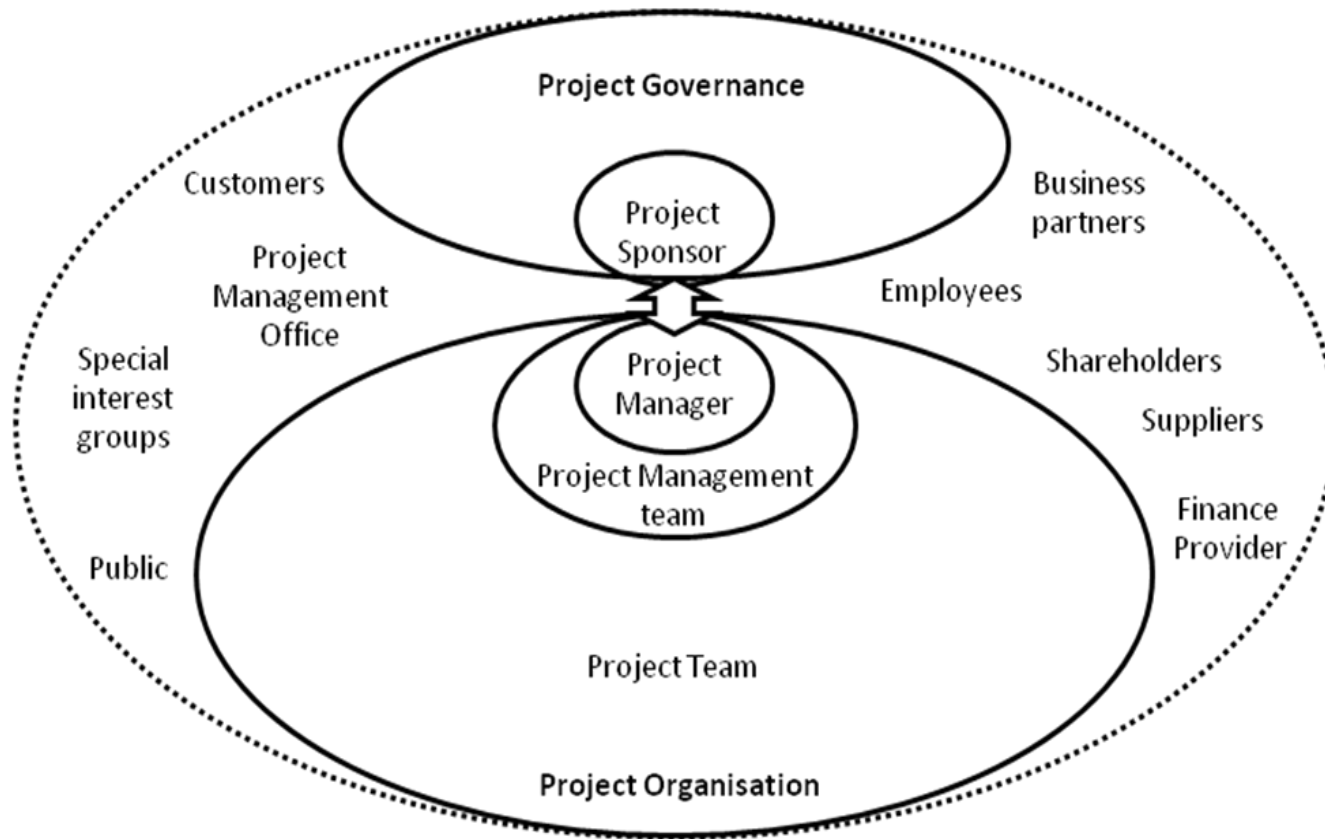 Project Governance
Customers
Business
partners
Project
Sponsor
Project
Management
Office
Employees
Special
interest
groups
Project
Manager
Shareholders
Suppliers
Project Management
team
Finance
Provider
Public
Project Team
Project Organisation